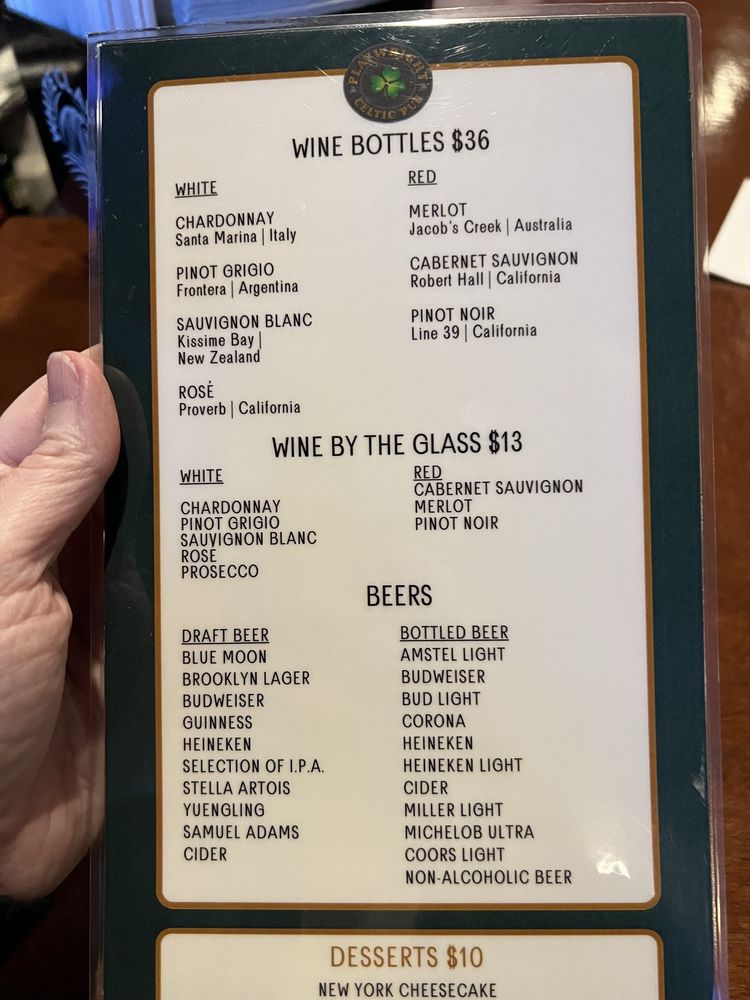 PLAYWRIGHT
CELTIC PUB
WINE BOTTLES $36
WHITE
CHARDONNAY
Santa Marina | Italy
PINOT GRIGIO
Frontera | Argentina
SAUVIGNON BLANC
Kissime Bay |
New Zealand
ROSÉ
Proverb | California
RED
MERLOT
Jacob's Creek | Australia
CABERNET SAUVIGNON
Robert Hall | California
PINOT NOIR
Line 39 | California
WINE BY THE GLASS $13
WHITE
CHARDONNAY
PINOT GRIGIO
SAUVIGNON BLANC
ROSE
PROSECCO
RED
CABERNET SAUVIGNON
MERLOT
PINOT NOIR
BEERS
DRAFT BEER
BLUE MOON
BROOKLYN LAGER
BUDWEISER
GUINNESS
HEINEKEN
SELECTION OF I.P.A.
STELLA ARTOIS
YUENGLING
SAMUEL ADAMS
CIDER
BOTTLED BEER
AMSTEL LIGHT
BUDWEISER
BUD LIGHT
CORONA
HEINEKEN
HEINEKEN LIGHT
CIDER
MILLER LIGHT
MICHELOB ULTRA
COORS LIGHT
NON-ALCOHOLIC BEER
DESSERTS $10
NEW YORK CHEESECAKE